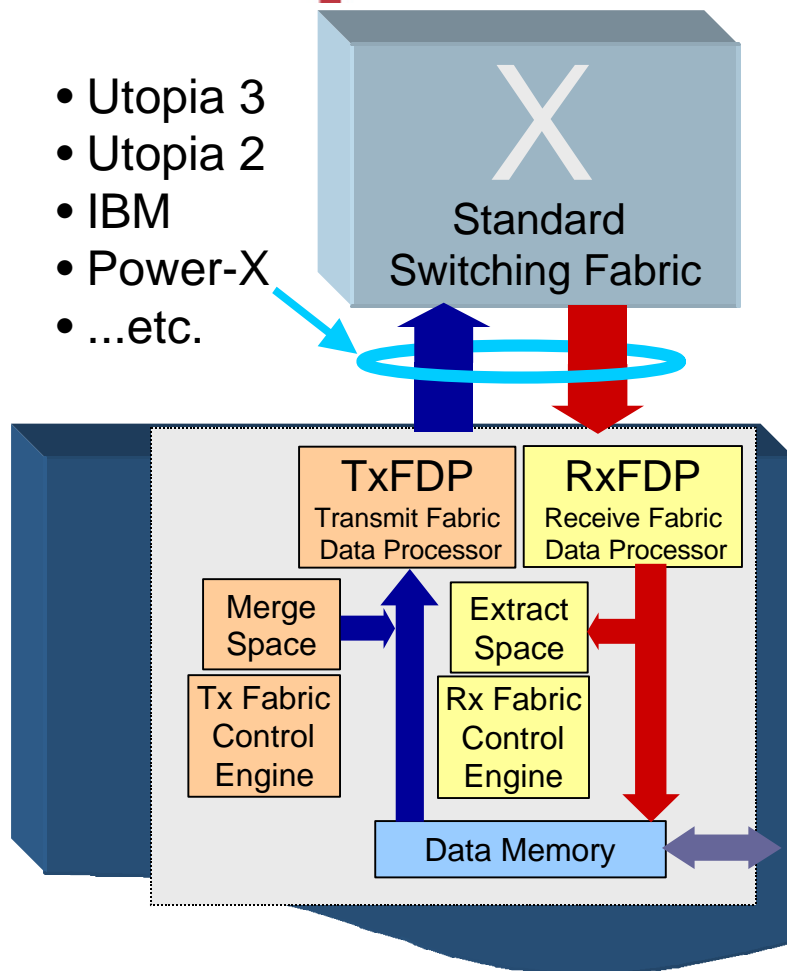 • Utopia 3
• Utopia 2
• IBM
• Power-X
• ...etc.
X
Standard
Switching Fabric
TxFDP
Transmit Fabric
Data Processor
RxFDP
Receive Fabric
Data Processor
Merge
Space
Extract
Space
Tx Fabric
Control
Engine
Rx Fabric
Control
Engine
Data Memory